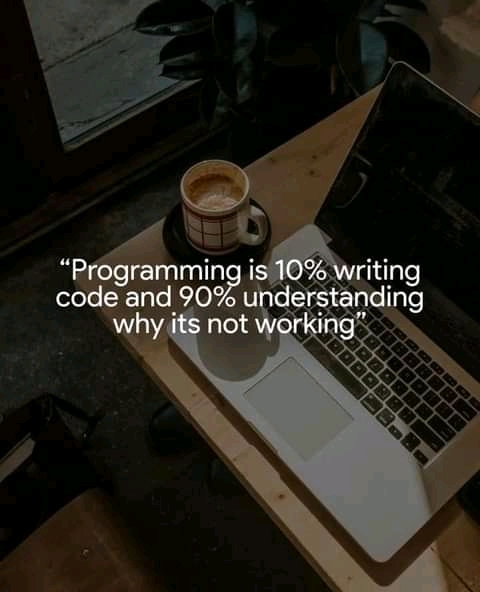 “Programming is 10% writing
code and 90% understanding
why its not working”